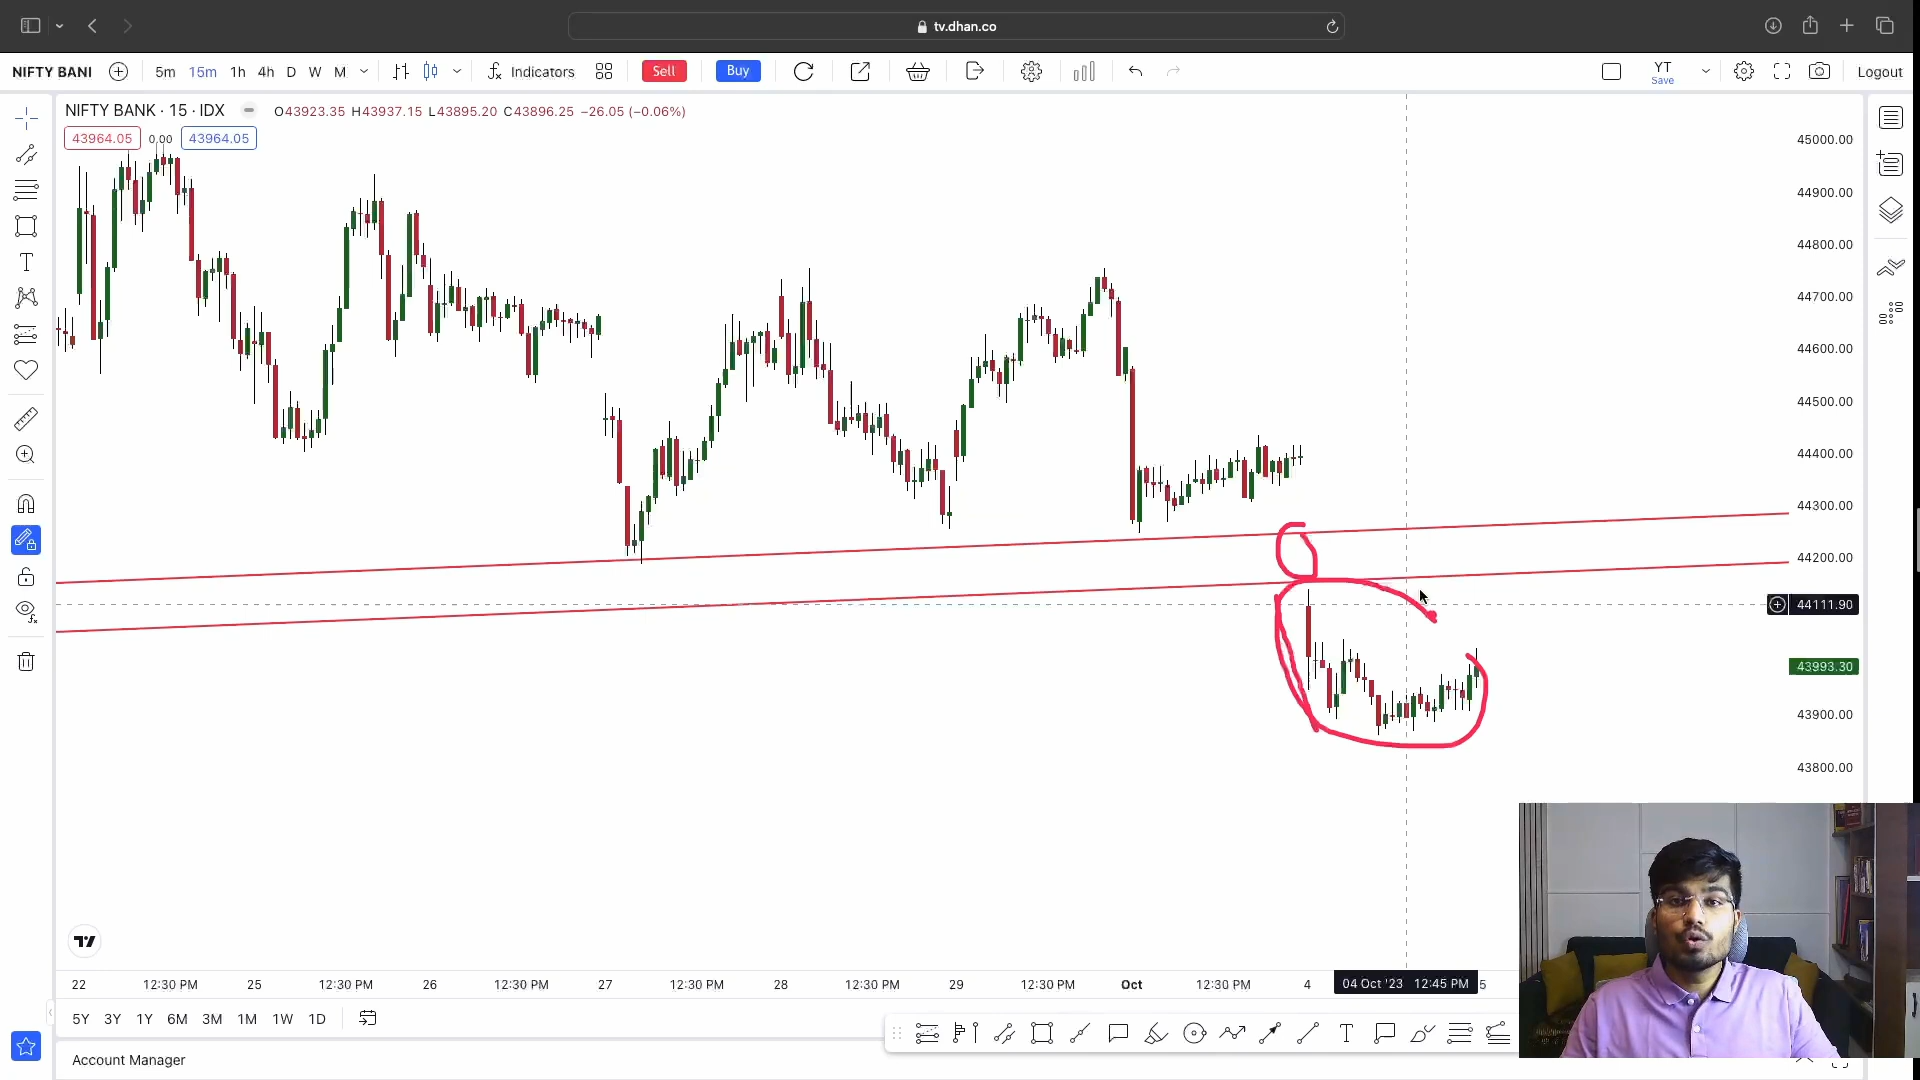 tv.dhan.co
NIFTY BANI 5m 15m 1h 4h D W M Indicators Sell Buy YT Save Logout
NIFTY BANK · 15 · IDX O43923.35 H43937.15 L43895.20 C43896.25 −26.05 (−0.06%)
43964.05 0.00 43964.05
45000.00
44900.00
44800.00
44700.00
44600.00
44500.00
44400.00
44300.00
44200.00
44111.90
43993.30
43900.00
43800.00
22 12:30 PM 25 12:30 PM 26 12:30 PM 27 12:30 PM 28 12:30 PM 29 12:30 PM Oct 12:30 PM 4 04 Oct '23 12:45 PM 5
5Y 3Y 1Y 6M 3M 1M 1W 1D
Account Manager